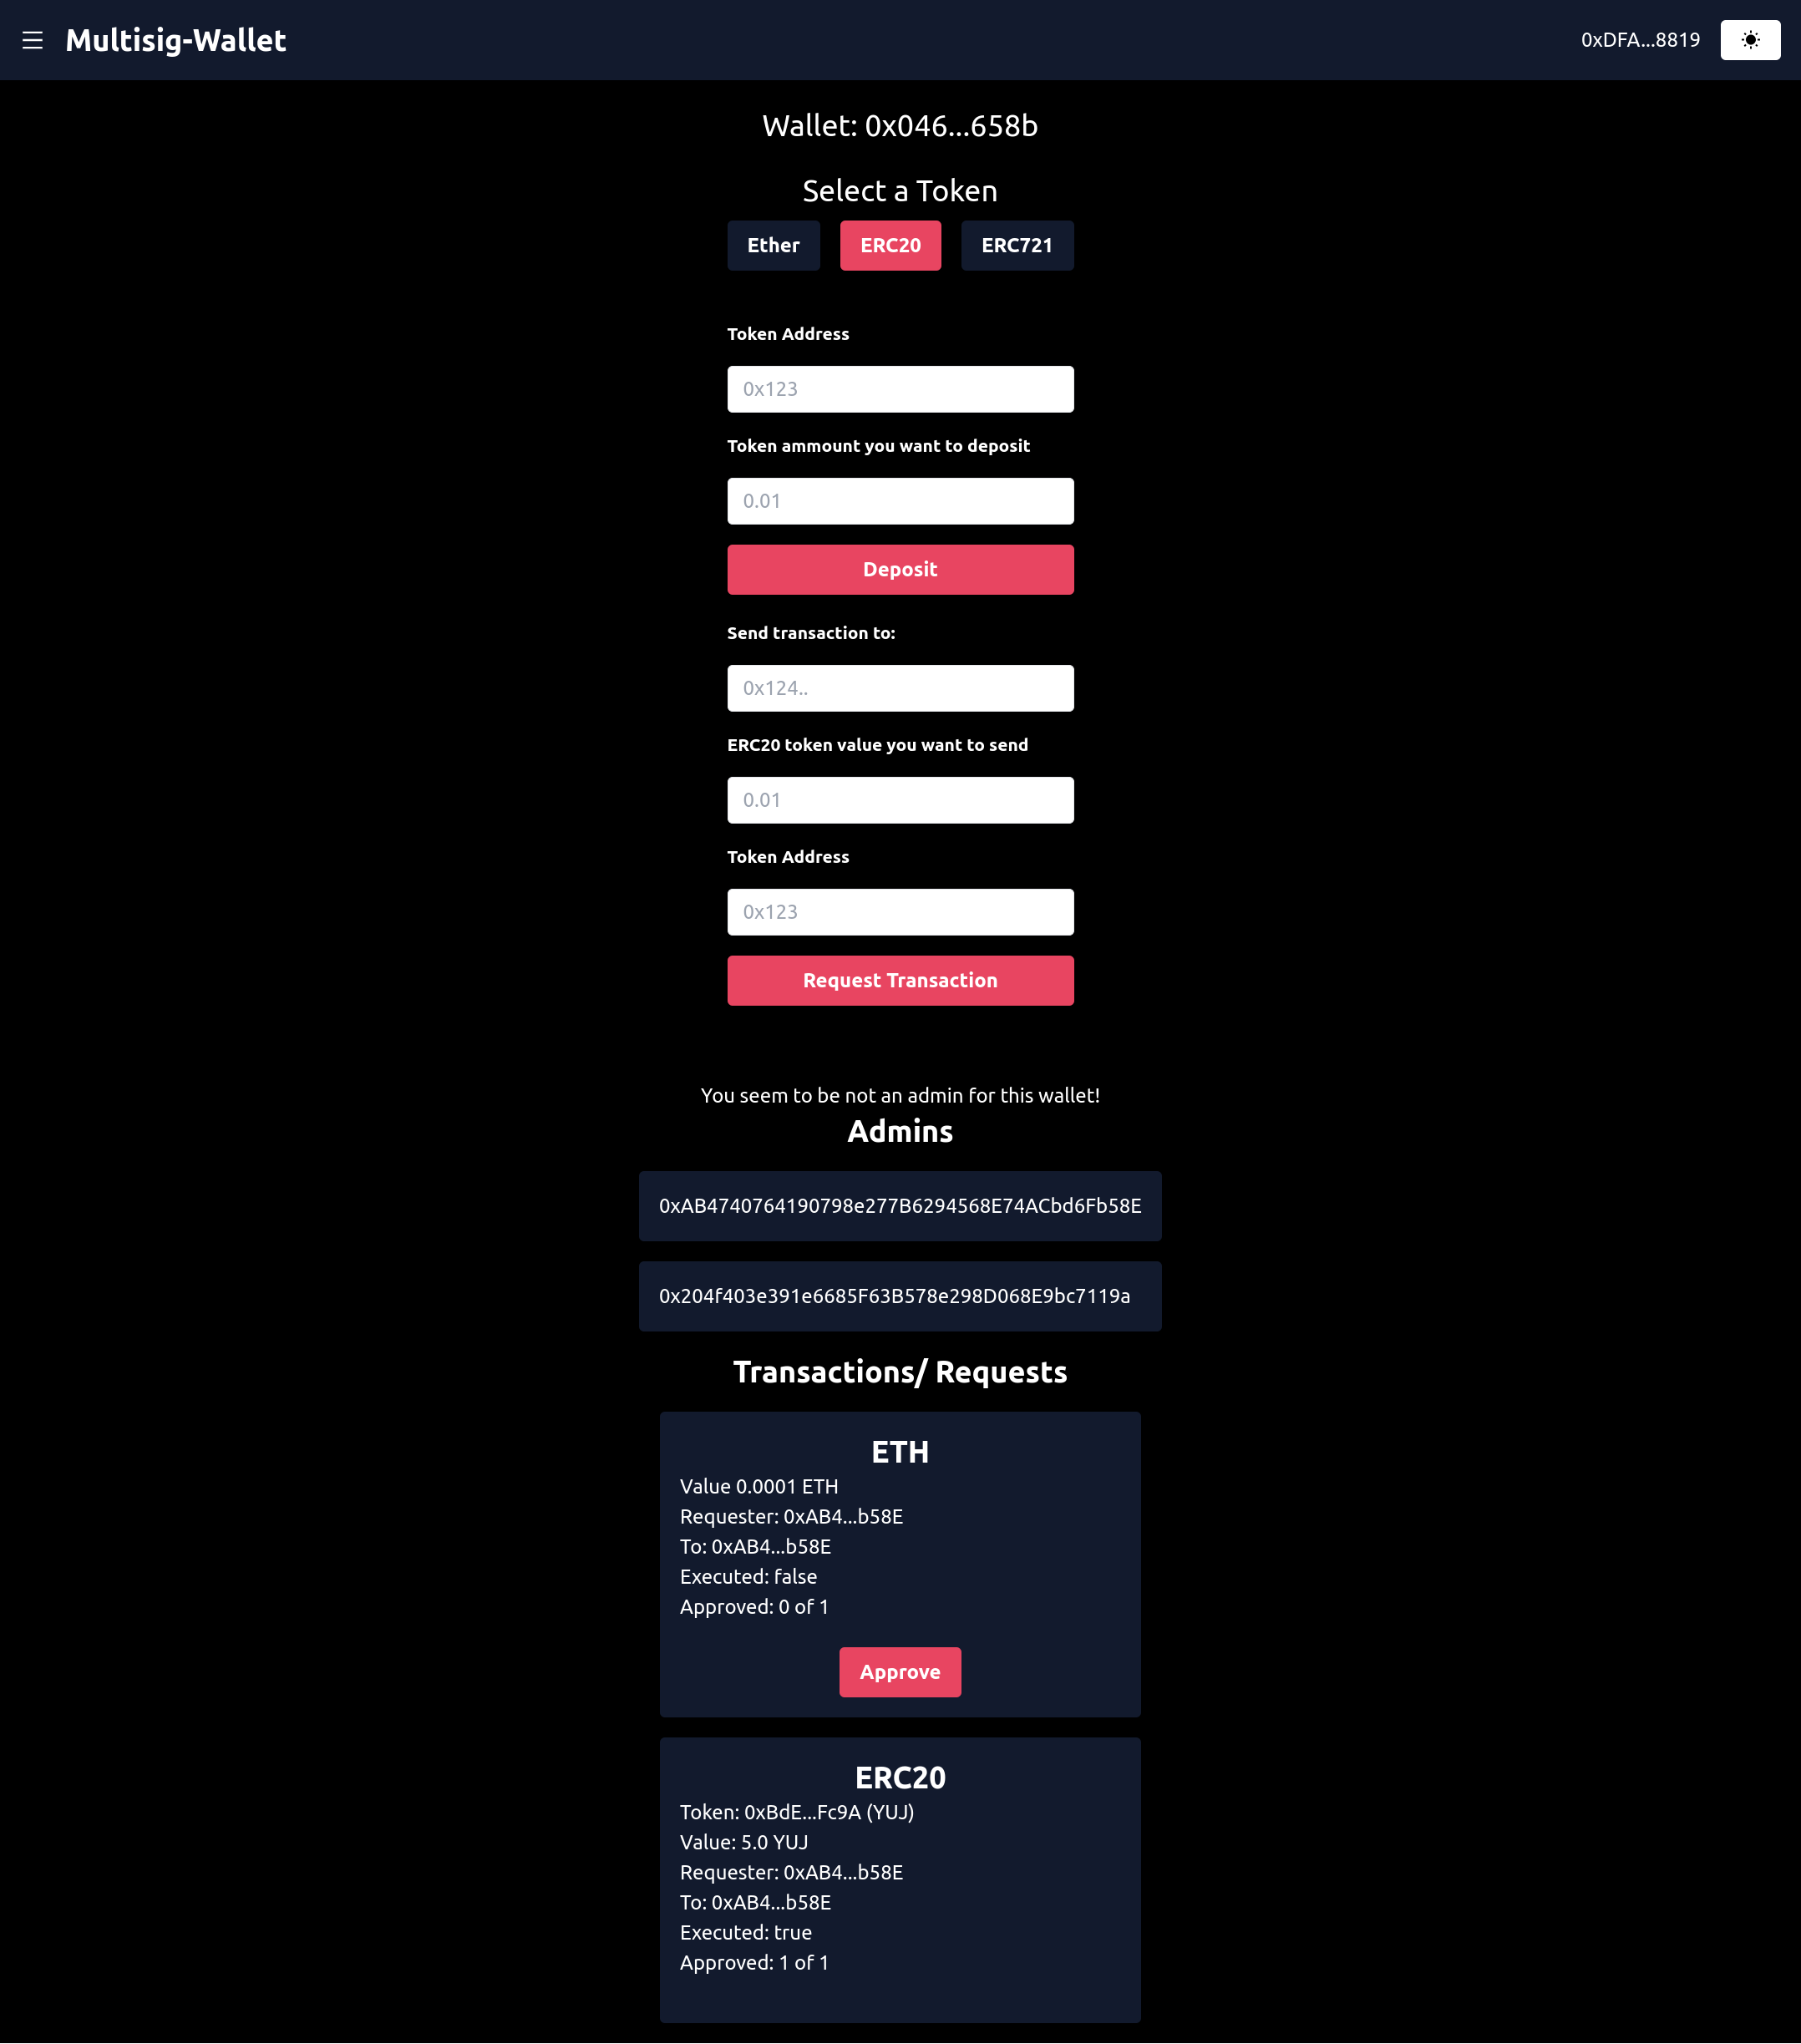 Multisig-Wallet
0xDFA...8819
Wallet: 0x046...658b
Select a Token
Ether ERC20 ERC721
Token Address
0x123
Token ammount you want to deposit
0.01
Deposit
Send transaction to:
0x124..
ERC20 token value you want to send
0.01
Token Address
0x123
Request Transaction
You seem to be not an admin for this wallet!
Admins
0xAB4740764190798e277B6294568E74ACbd6Fb58E
0x204f403e391e6685F63B578e298D068E9bc7119a
Transactions/ Requests
ETH
Value 0.0001 ETH
Requester: 0xAB4...b58E
To: 0xAB4...b58E
Executed: false
Approved: 0 of 1
Approve
ERC20
Token: 0xBdE...Fc9A (YUJ)
Value: 5.0 YUJ
Requester: 0xAB4...b58E
To: 0xAB4...b58E
Executed: true
Approved: 1 of 1